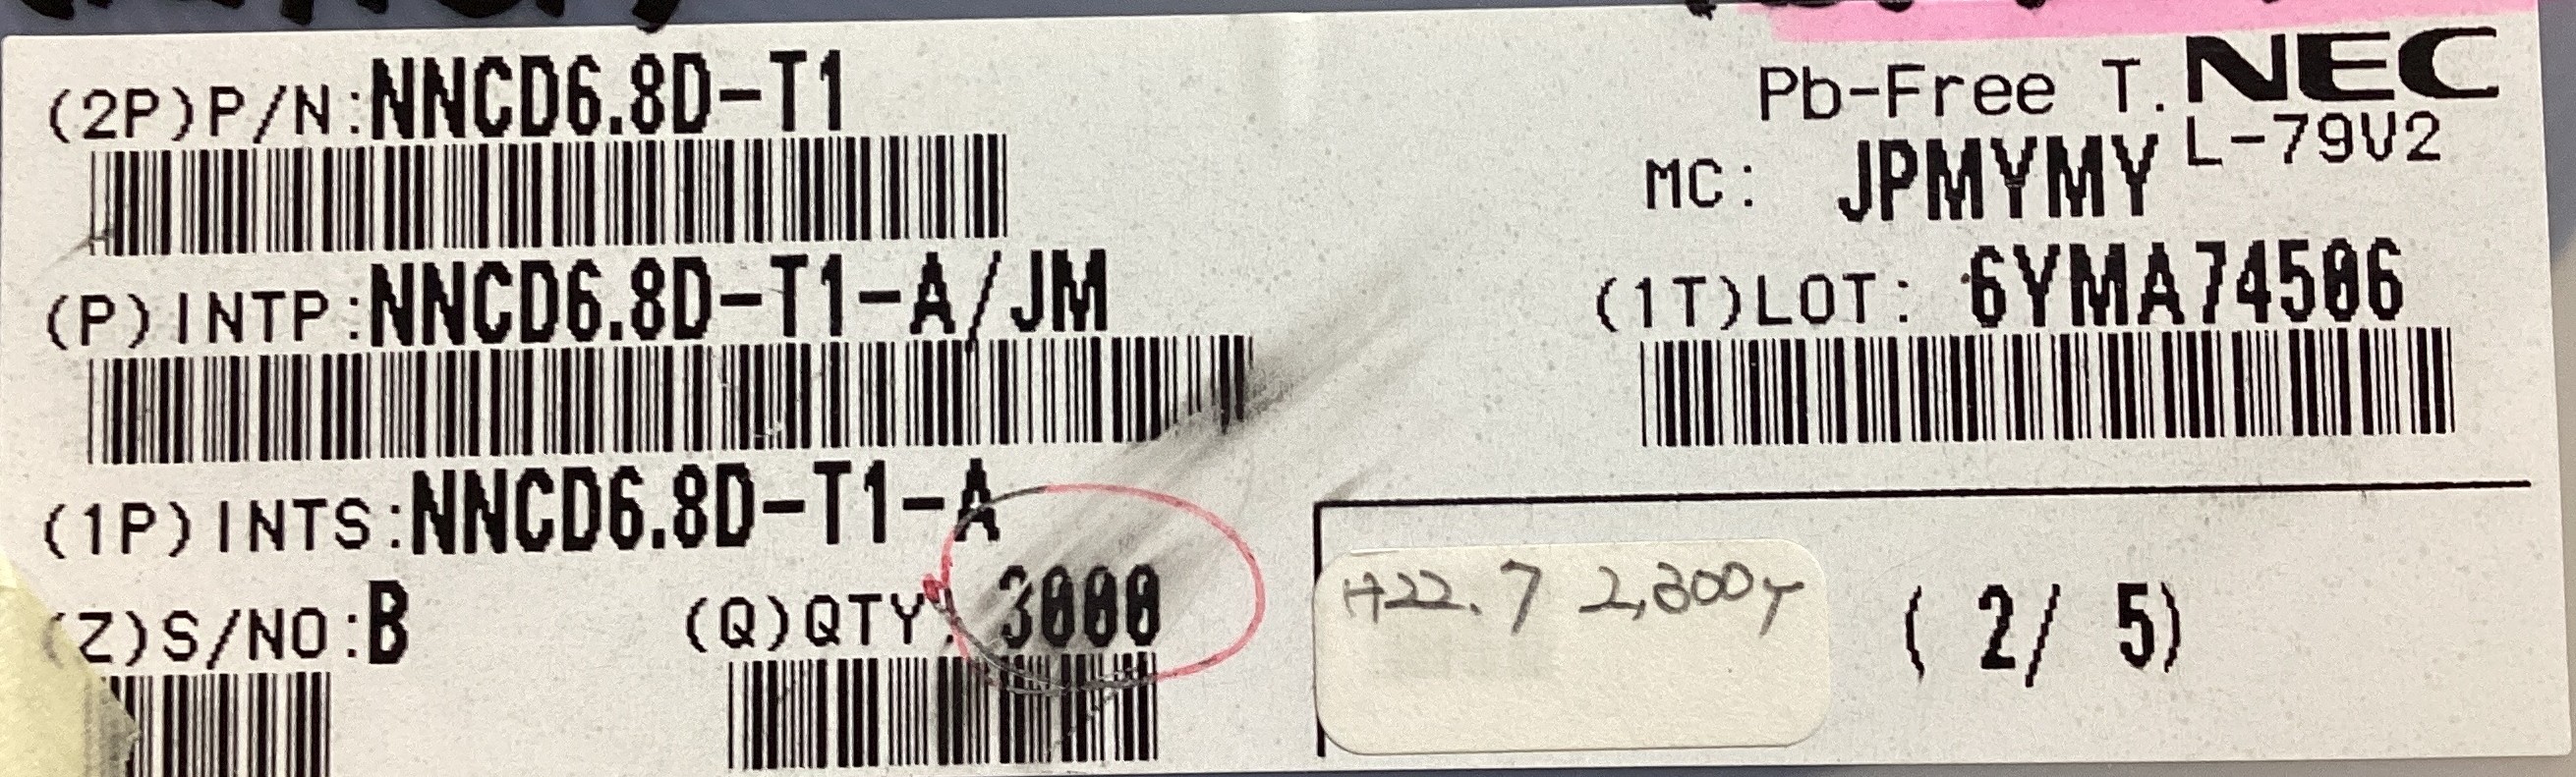 (2P)P/N:NNCD6.8D-T1
Pb-Free T. NEC
L-79V2
MC: JPMYMY
(P)INTP:NNCD6.8D-T1-A/JM
(1T)LOT: 6YMA74506
(1P)INTS:NNCD6.8D-T1-A
(Z)S/NO:B
(Q)QTY: 3000
H22.7 2,800ケ
( 2/ 5)